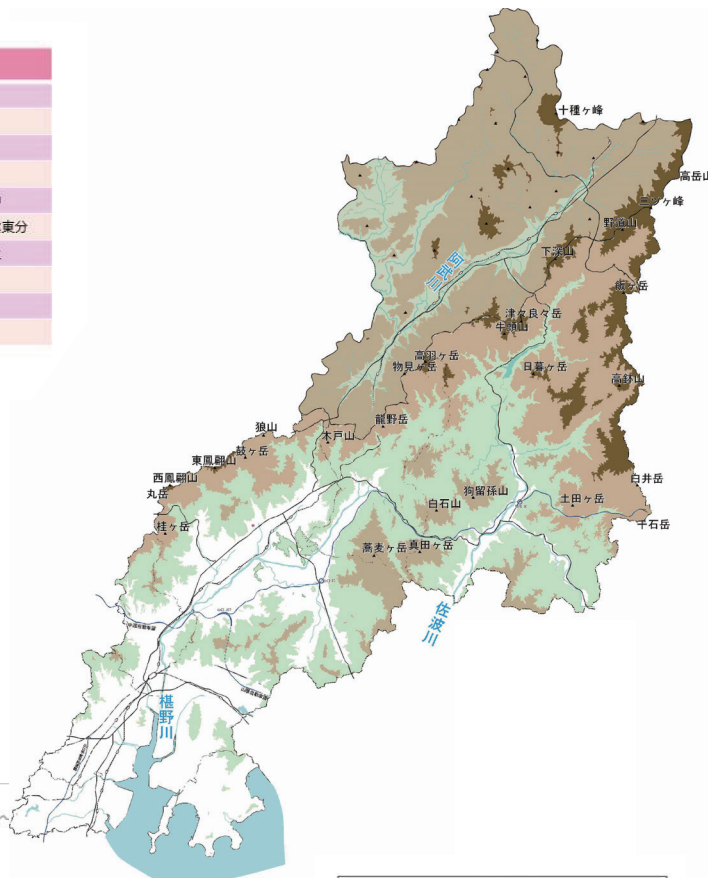 十種ヶ峰
高岳山
三ツヶ峰
野道山
東分
阿武川
下深山
飯ヶ岳
津々良々岳
牛頭山
高羽ヶ岳
物見ヶ岳
日暮ヶ岳
高鉢山
龍野岳
狼山
木戸山
鼓ヶ岳
東鳳翩山
西鳳翩山
丸岳
白井岳
狗留孫山
白石山
土田ヶ岳
桂ヶ岳
千石岳
蕎麦ヶ岳
真田ヶ岳
佐波川
椹野川